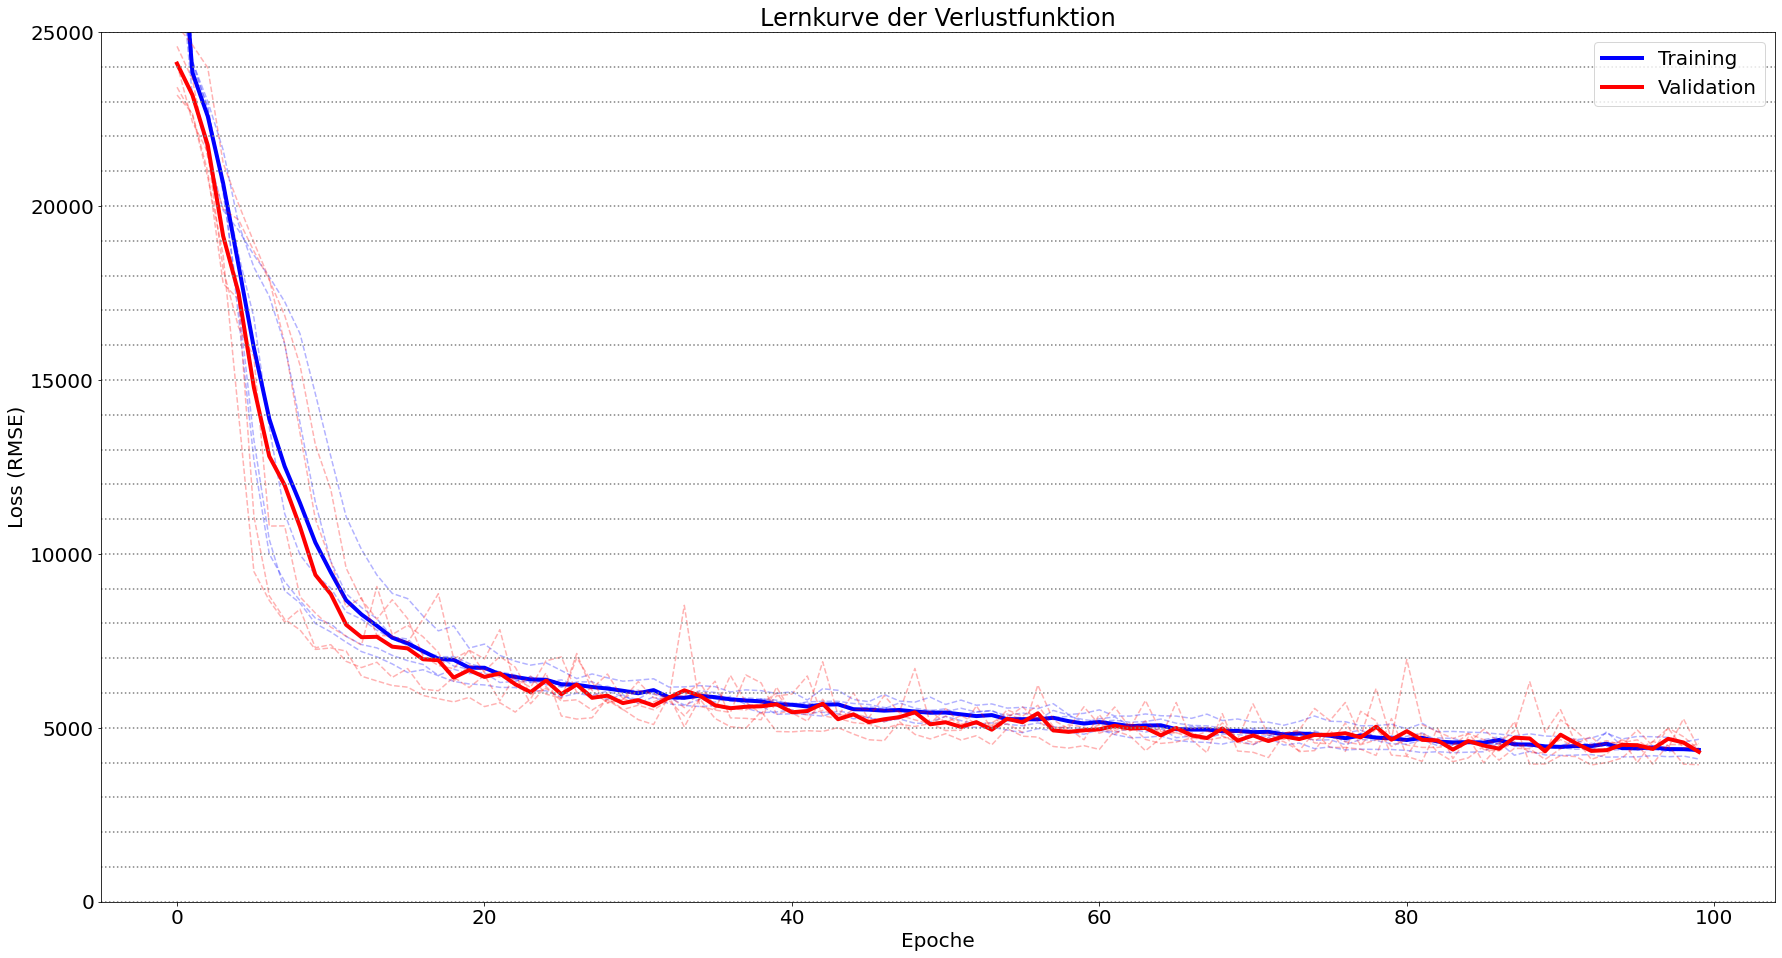 Lernkurve der Verlustfunktion
Training
Validation
Loss (RMSE)
25000
20000
15000
10000
5000
0
0 20 40 60 80 100
Epoche